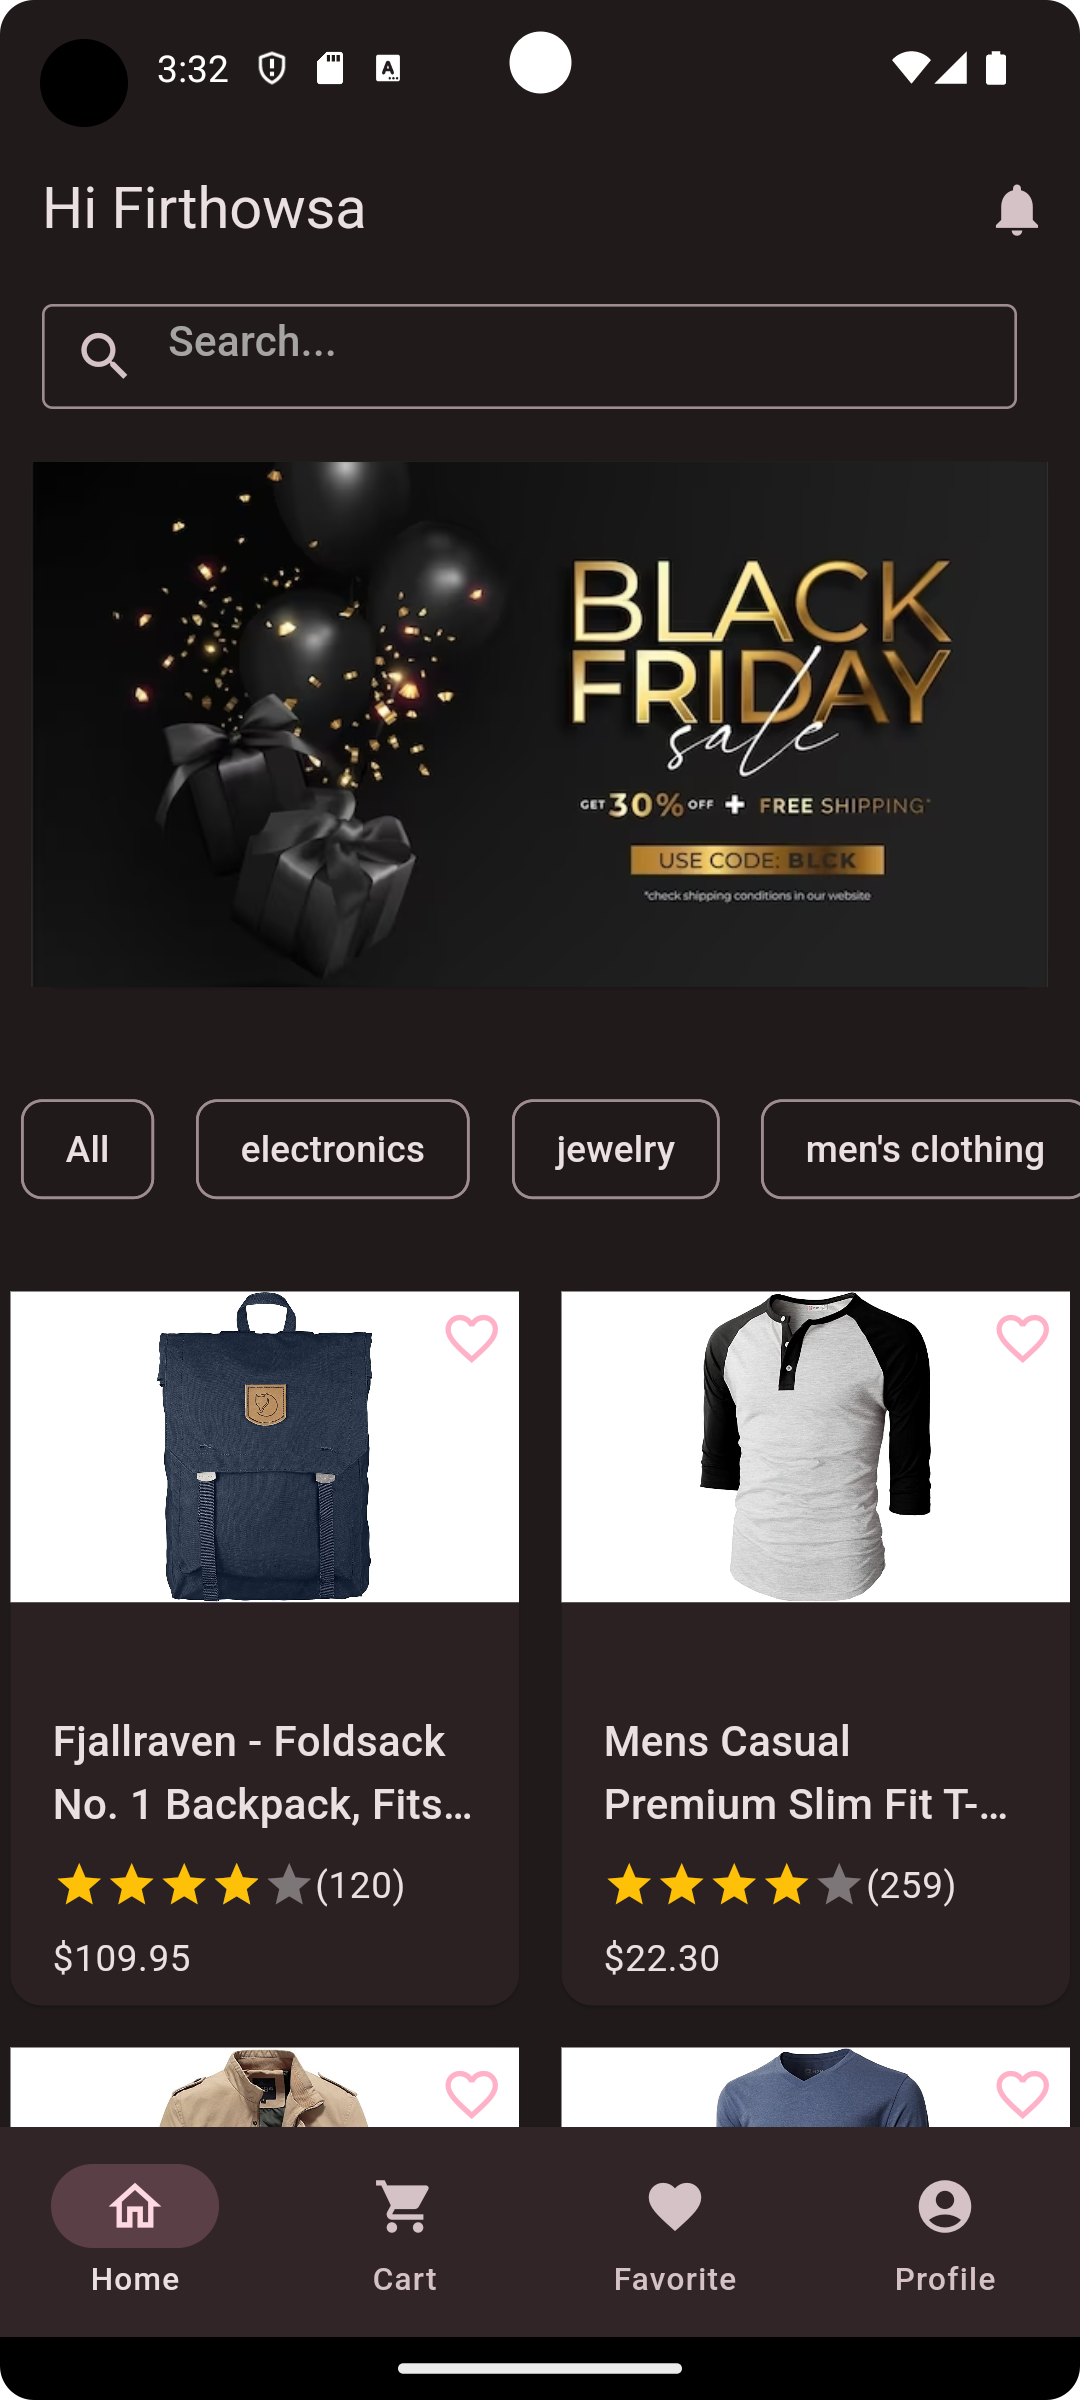 3:32
Hi Firthowsa
Search...
BLACK
FRIDAY
sale
GET 30% OFF + FREE SHIPPING*
USE CODE: BLCK
*check shipping conditions in our website
All
electronics
jewelry
men's clothing
Fjallraven - Foldsack
No. 1 Backpack, Fits...
(120)
$109.95
Mens Casual
Premium Slim Fit T-...
(259)
$22.30
Home
Cart
Favorite
Profile